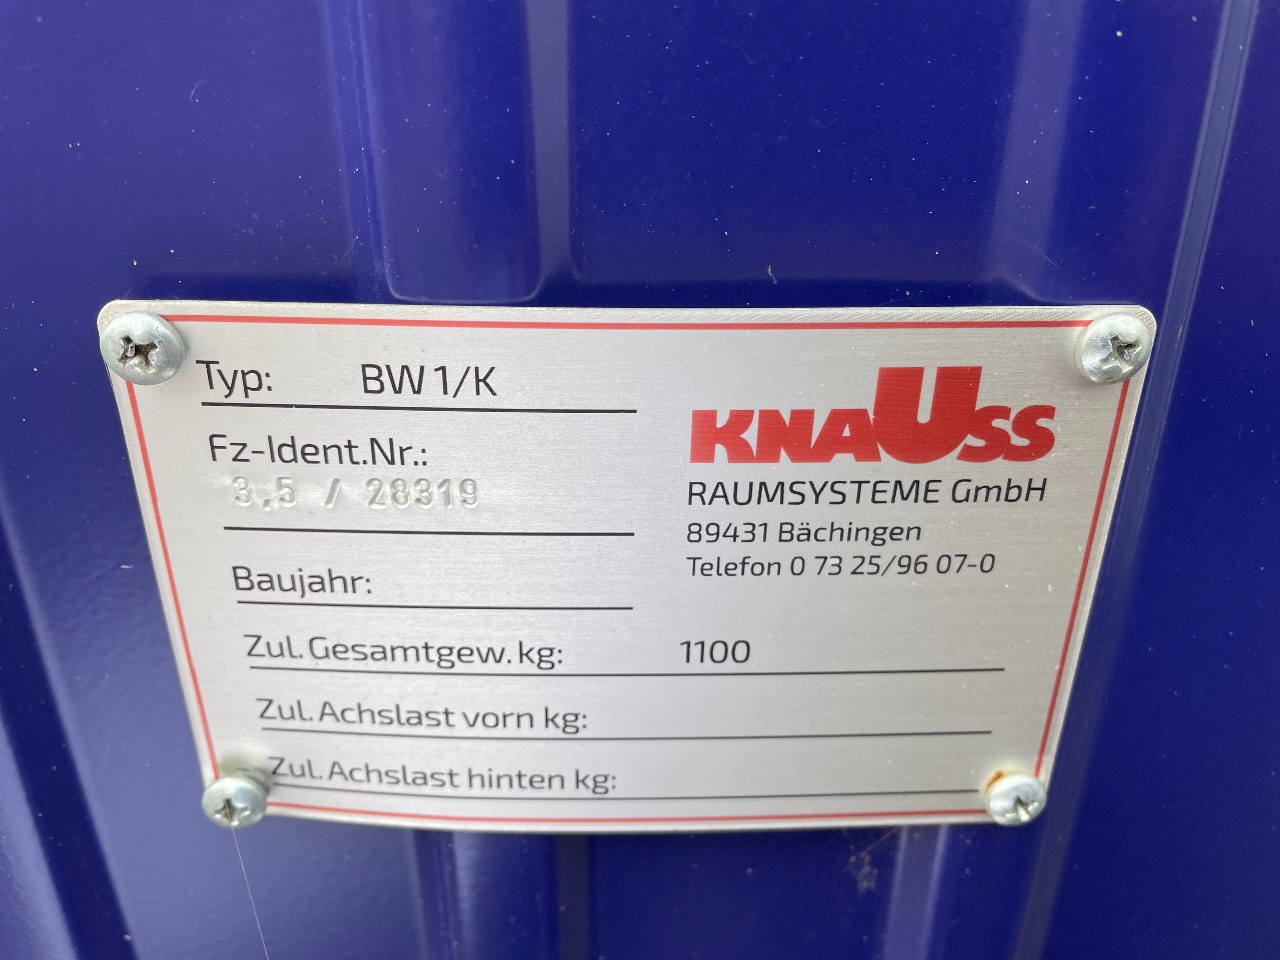 Typ: BW 1/K
Fz-Ident.Nr.:
3,5 / 28319
Baujahr:
Zul. Gesamtgew. kg: 1100
Zul. Achslast vorn kg:
Zul. Achslast hinten kg:
KNAUSS
RAUMSYSTEME GmbH
89431 Bächingen
Telefon 0 73 25/96 07-0